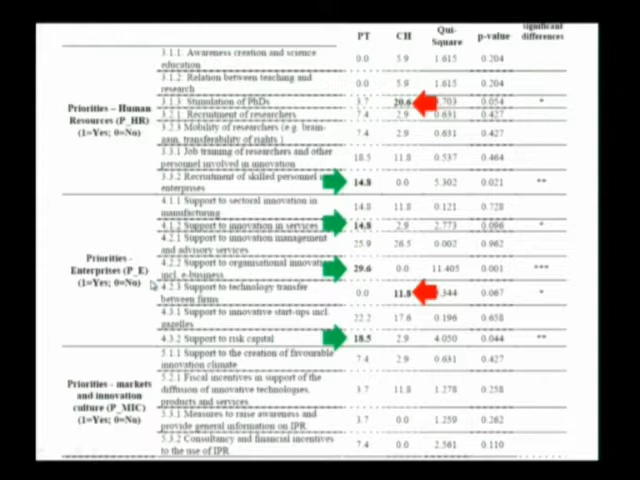 significant
PT CH Qui-Square p-value differences
3.1.1. Awareness creation and science education 0.0 5.9 1.615 0.204
3.1.2. Relation between teaching and research 0.0 5.9 1.615 0.204
3.1.3 Stimulation of PhDs 3.7 20.6 .703 0.054 *
Priorities – Human Resources (P_HR) (1=Yes; 0=No)
3.2.1. Recruitment of researchers 7.4 2.9 0.631 0.427
3.2.3 Mobility of researchers (e.g. brain-gain, transferability of rights ) 7.4 2.9 0.631 0.427
3.3.1 Job training of researchers and other personnel involved in innovation 18.5 11.8 0.537 0.464
3.3.2 Recruitment of skilled personnel in enterprises 14.8 0.0 5.302 0.021 **
4.1.1 Support to sectoral innovation in manufacturing 14.8 11.8 0.121 0.728
4.1.2 Support to innovation in services 14.8 2.9 2.773 0.096 *
4.2.1 Support to innovation management and advisory services 25.9 26.5 0.002 0.962
Priorities - Enterprises (P_E) (1=Yes; 0=No)
4.2.2 Support to organisational innovation incl. e-business 29.6 0.0 11.405 0.001 ***
4.2.3 Support to technology transfer between firms 0.0 11.8 .344 0.067 *
4.3.1 Support to innovative start-ups incl. gazelles 22.2 17.6 0.196 0.658
4.3.2 Support to risk capital 18.5 2.9 4.050 0.044 **
5.1.1 Support to the creation of favourable innovation climate 7.4 2.9 0.631 0.427
Priorities - markets and innovation culture (P_MIC) (1=Yes; 0=No)
5.2.1 Fiscal incentives in support of the diffusion of innovative technologies, products and services. 3.7 11.8 1.278 0.258
5.3.1 Measures to raise awareness and provide general information on IPR 3.7 0.0 1.259 0.262
5.3.2 Consultancy and financial incentives to the use of IPR 7.4 0.0 2.561 0.110